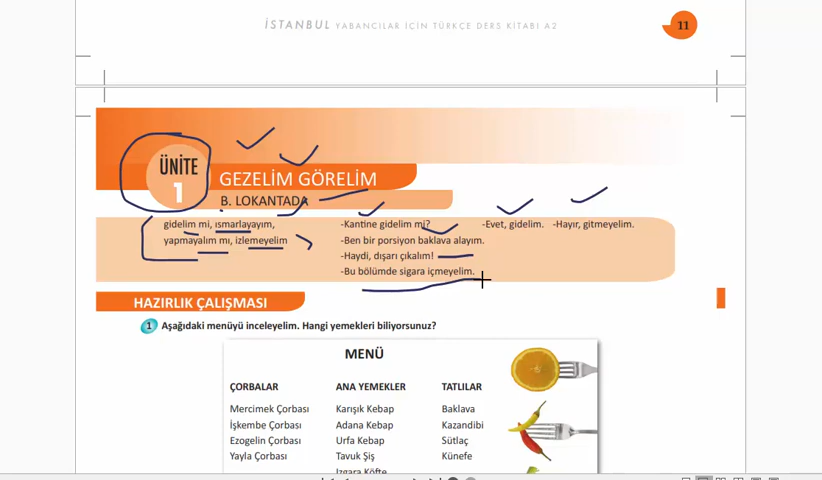 İSTANBUL YABANCILAR İÇİN TÜRKÇE DERS KİTABI A2
11
ÜNİTE
1
GEZELİM GÖRELİM
B. LOKANTADA
gidelim mi, ısmarlayayım,
yapmayalım mı, izlemeyelim
-Kantine gidelim mi? -Evet, gidelim. -Hayır, gitmeyelim.
-Ben bir porsiyon baklava alayım.
-Haydi, dışarı çıkalım!
-Bu bölümde sigara içmeyelim.
HAZIRLIK ÇALIŞMASI
1 Aşağıdaki menüyü inceleyelim. Hangi yemekleri biliyorsunuz?
MENÜ
ÇORBALAR ANA YEMEKLER TATLILAR
Mercimek Çorbası Karışık Kebap Baklava
İşkembe Çorbası Adana Kebap Kazandibi
Ezogelin Çorbası Urfa Kebap Sütlaç
Yayla Çorbası Tavuk Şiş Künefe
Izgara Köfte